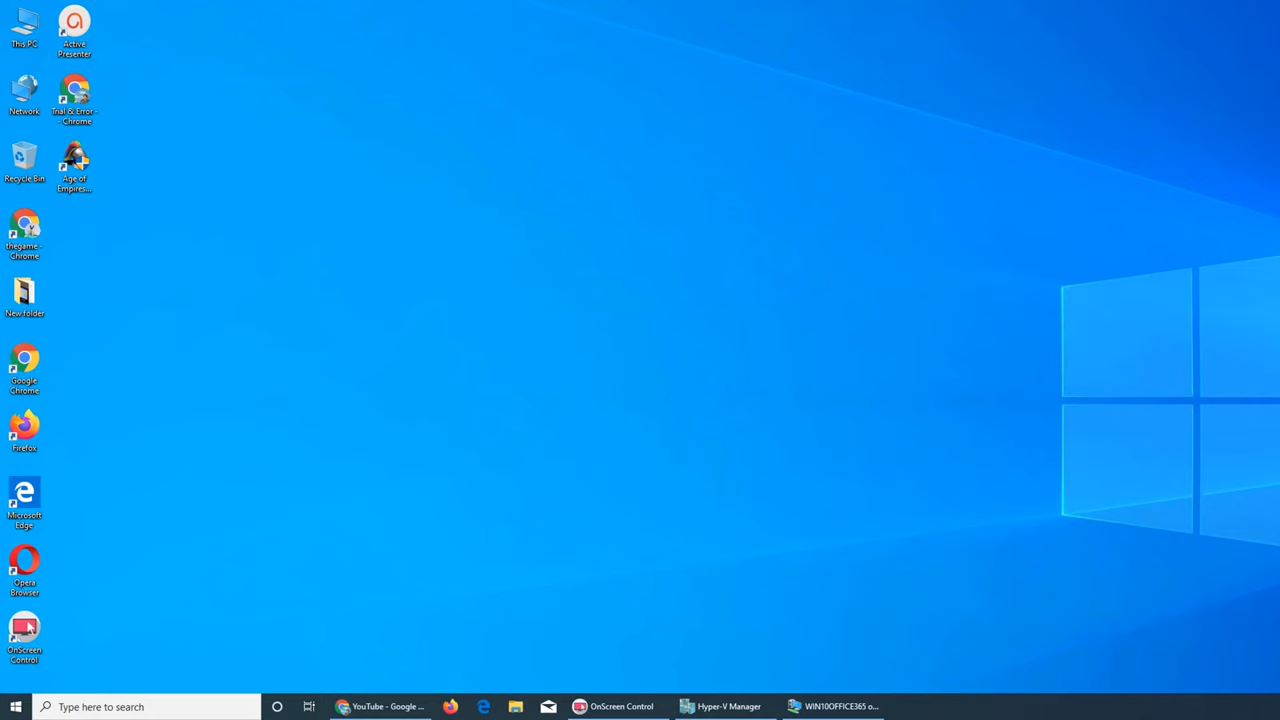 This PC
Active
Presenter
Network
Trial & Error -
- Chrome
Recycle Bin
Age of
Empires...
thegame -
Chrome
New folder
Google
Chrome
Firefox
Microsoft
Edge
Opera
Browser
OnScreen
Control
Type here to search
YouTube - Google ...
OnScreen Control
Hyper-V Manager
WIN10OFFICE365 o...